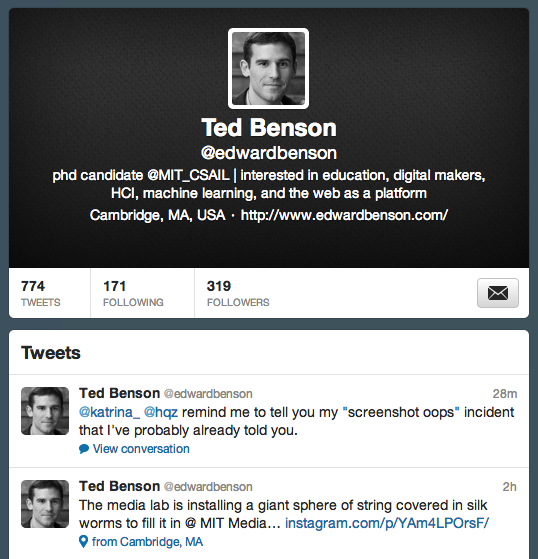 Ted Benson
@edwardbenson
phd candidate @MIT_CSAIL | interested in education, digital makers,
HCI, machine learning, and the web as a platform
Cambridge, MA, USA · http://www.edwardbenson.com/
774 171 319
TWEETS FOLLOWING FOLLOWERS
Tweets
Ted Benson @edwardbenson 28m
@katrina_ @hqz remind me to tell you my "screenshot oops" incident
that I've probably already told you.
View conversation
Ted Benson @edwardbenson 2h
The media lab is installing a giant sphere of string covered in silk
worms to fill it in @ MIT Media... instagram.com/p/YAm4LPOrsF/
from Cambridge, MA